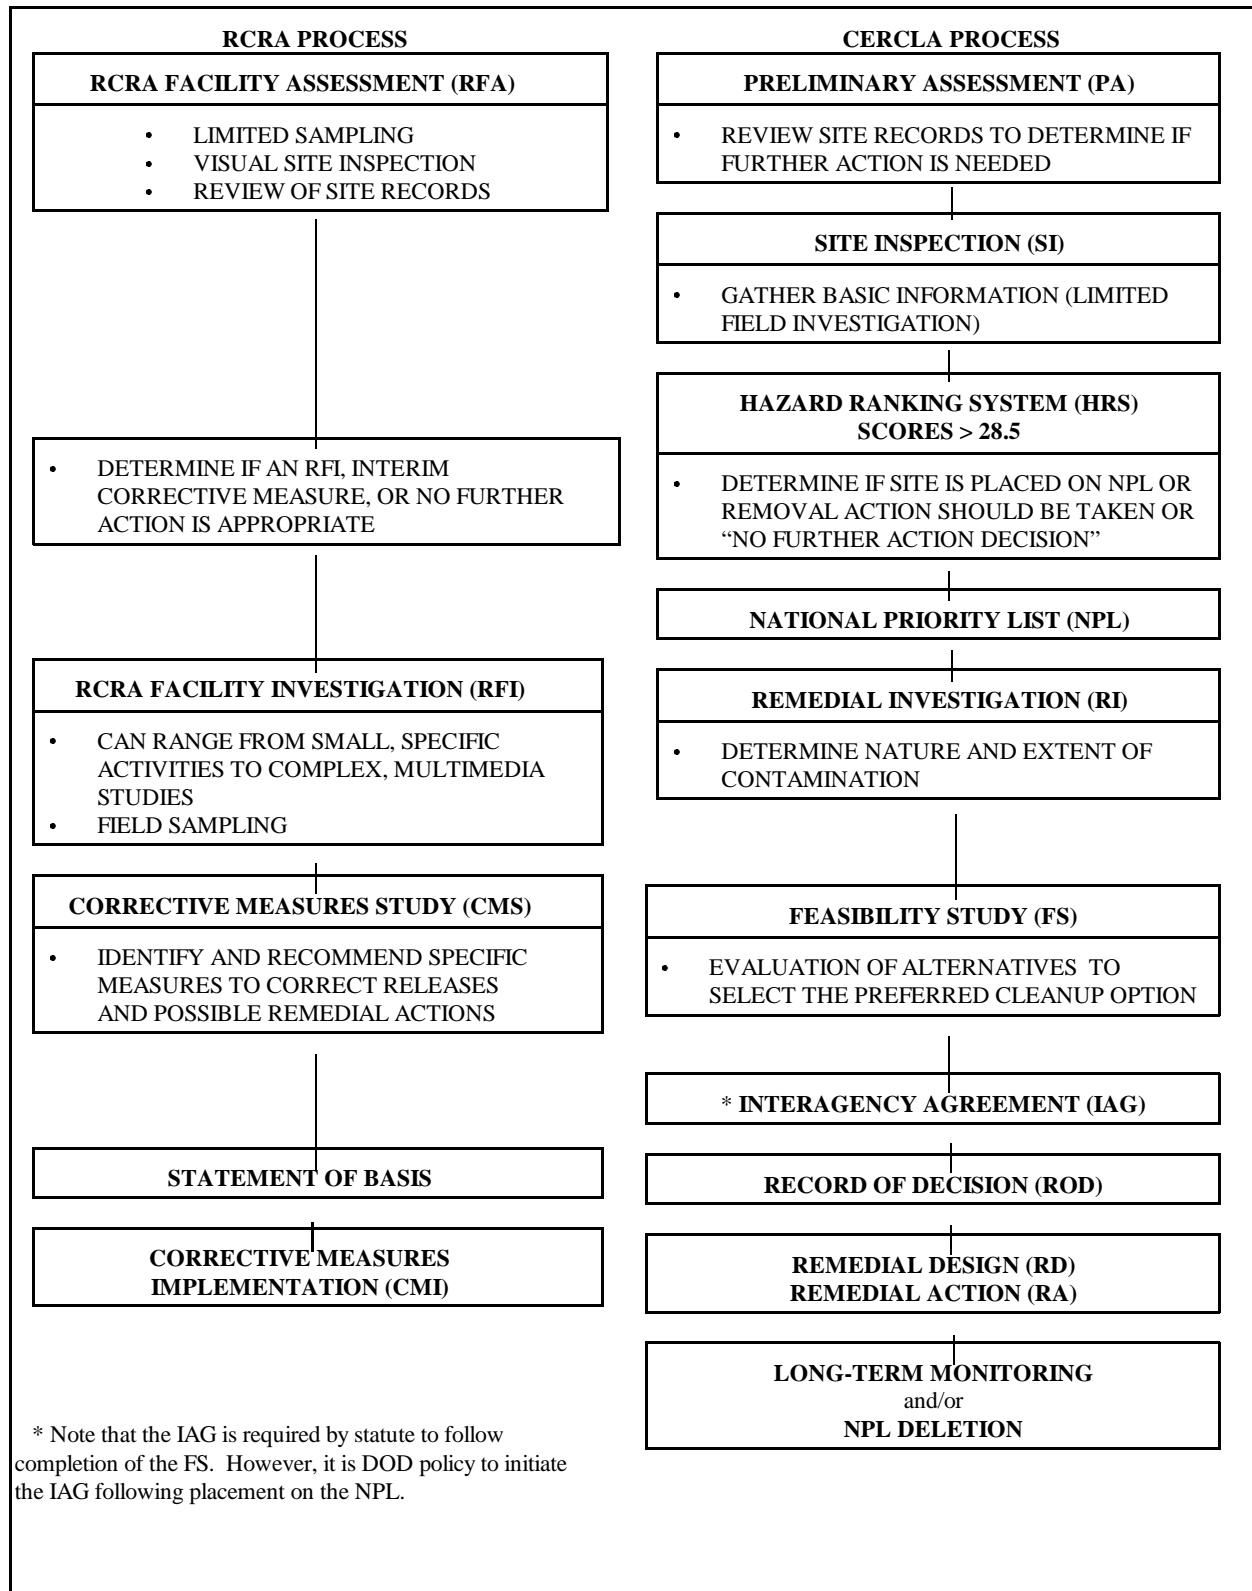 RCRA PROCESS
RCRA FACILITY ASSESSMENT (RFA)
• LIMITED SAMPLING
• VISUAL SITE INSPECTION
• REVIEW OF SITE RECORDS
• DETERMINE IF AN RFI, INTERIM
CORRECTIVE MEASURE, OR NO FURTHER
ACTION IS APPROPRIATE
RCRA FACILITY INVESTIGATION (RFI)
• CAN RANGE FROM SMALL, SPECIFIC
ACTIVITIES TO COMPLEX, MULTIMEDIA
STUDIES
• FIELD SAMPLING
CORRECTIVE MEASURES STUDY (CMS)
• IDENTIFY AND RECOMMEND SPECIFIC
MEASURES TO CORRECT RELEASES
AND POSSIBLE REMEDIAL ACTIONS
STATEMENT OF BASIS
CORRECTIVE MEASURES
IMPLEMENTATION (CMI)
CERCLA PROCESS
PRELIMINARY ASSESSMENT (PA)
• REVIEW SITE RECORDS TO DETERMINE IF
FURTHER ACTION IS NEEDED
SITE INSPECTION (SI)
• GATHER BASIC INFORMATION (LIMITED
FIELD INVESTIGATION)
HAZARD RANKING SYSTEM (HRS)
SCORES > 28.5
• DETERMINE IF SITE IS PLACED ON NPL OR
REMOVAL ACTION SHOULD BE TAKEN OR
“NO FURTHER ACTION DECISION”
NATIONAL PRIORITY LIST (NPL)
REMEDIAL INVESTIGATION (RI)
• DETERMINE NATURE AND EXTENT OF
CONTAMINATION
FEASIBILITY STUDY (FS)
• EVALUATION OF ALTERNATIVES TO
SELECT THE PREFERRED CLEANUP OPTION
* INTERAGENCY AGREEMENT (IAG)
RECORD OF DECISION (ROD)
REMEDIAL DESIGN (RD)
REMEDIAL ACTION (RA)
LONG-TERM MONITORING
and/or
NPL DELETION
* Note that the IAG is required by statute to follow
completion of the FS. However, it is DOD policy to initiate
the IAG following placement on the NPL.